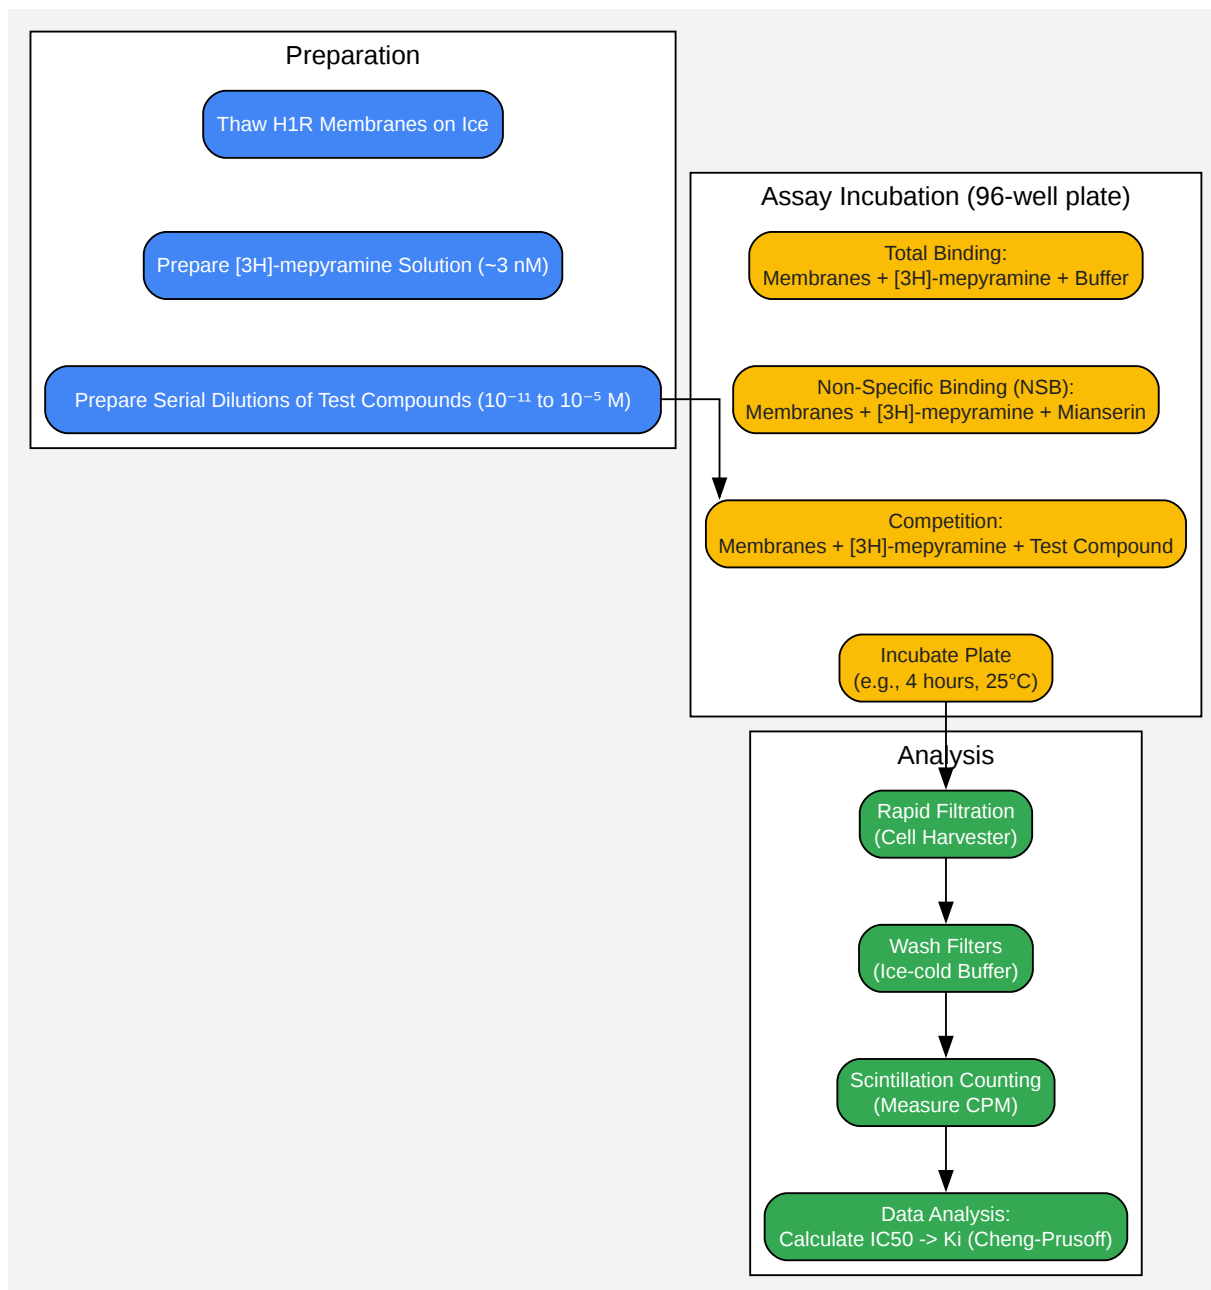 Preparation
Thaw H1R Membranes on Ice
Prepare [3H]-mepyramine Solution (~3 nM)
Prepare Serial Dilutions of Test Compounds (10⁻¹¹ to 10⁻⁵ M)
Assay Incubation (96-well plate)
Total Binding:
Membranes + [3H]-mepyramine + Buffer
Non-Specific Binding (NSB):
Membranes + [3H]-mepyramine + Mianserin
Competition:
Membranes + [3H]-mepyramine + Test Compound
Incubate Plate
(e.g., 4 hours, 25°C)
Analysis
Rapid Filtration
(Cell Harvester)
Wash Filters
(Ice-cold Buffer)
Scintillation Counting
(Measure CPM)
Data Analysis:
Calculate IC50 -> Ki (Cheng-Prusoff)